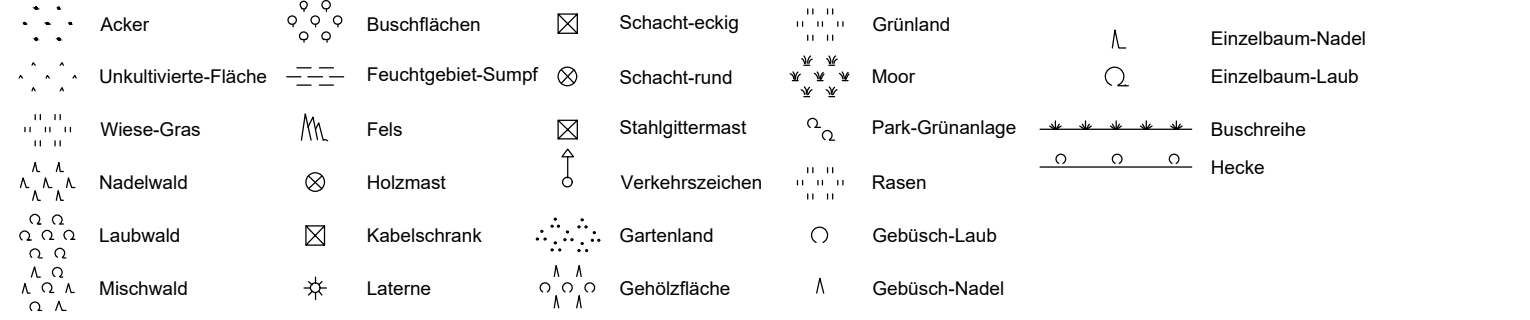 Acker
Unkultivierte-Fläche
Wiese-Gras
Nadelwald
Laubwald
Mischwald
Buschflächen
Feuchtgebiet-Sumpf
Fels
Holzmast
Kabelschrank
Laterne
Schacht-eckig
Schacht-rund
Stahlgittermast
Verkehrszeichen
Gartenland
Gehölzfläche
Grünland
Moor
Park-Grünanlage
Rasen
Gebüsch-Laub
Gebüsch-Nadel
Einzelbaum-Nadel
Einzelbaum-Laub
Buschreihe
Hecke